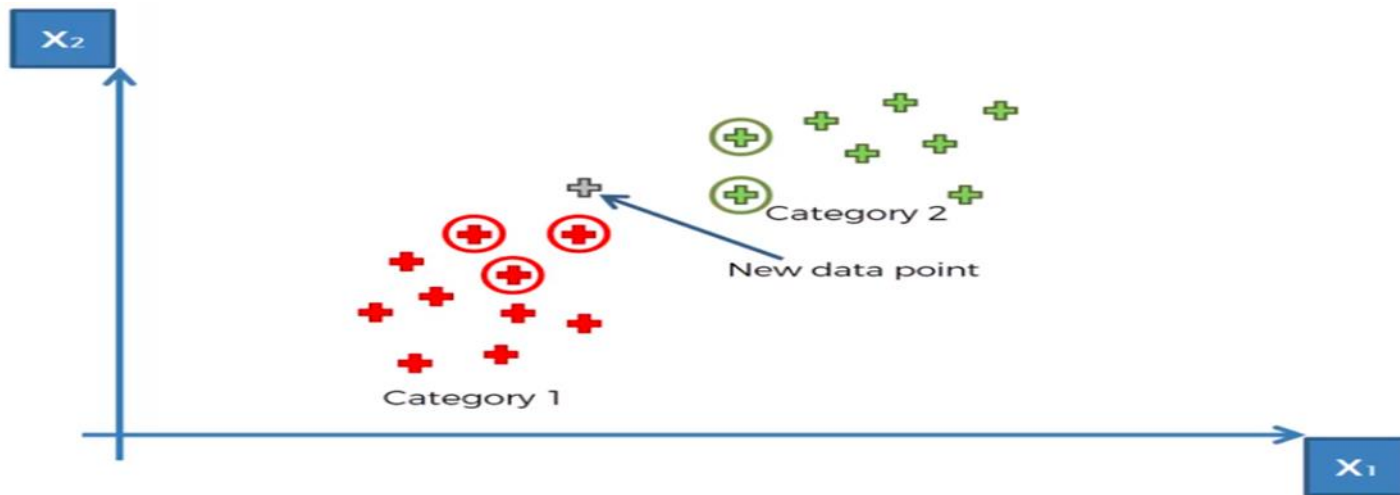 X₂
Category 2
New data point
Category 1
X₁